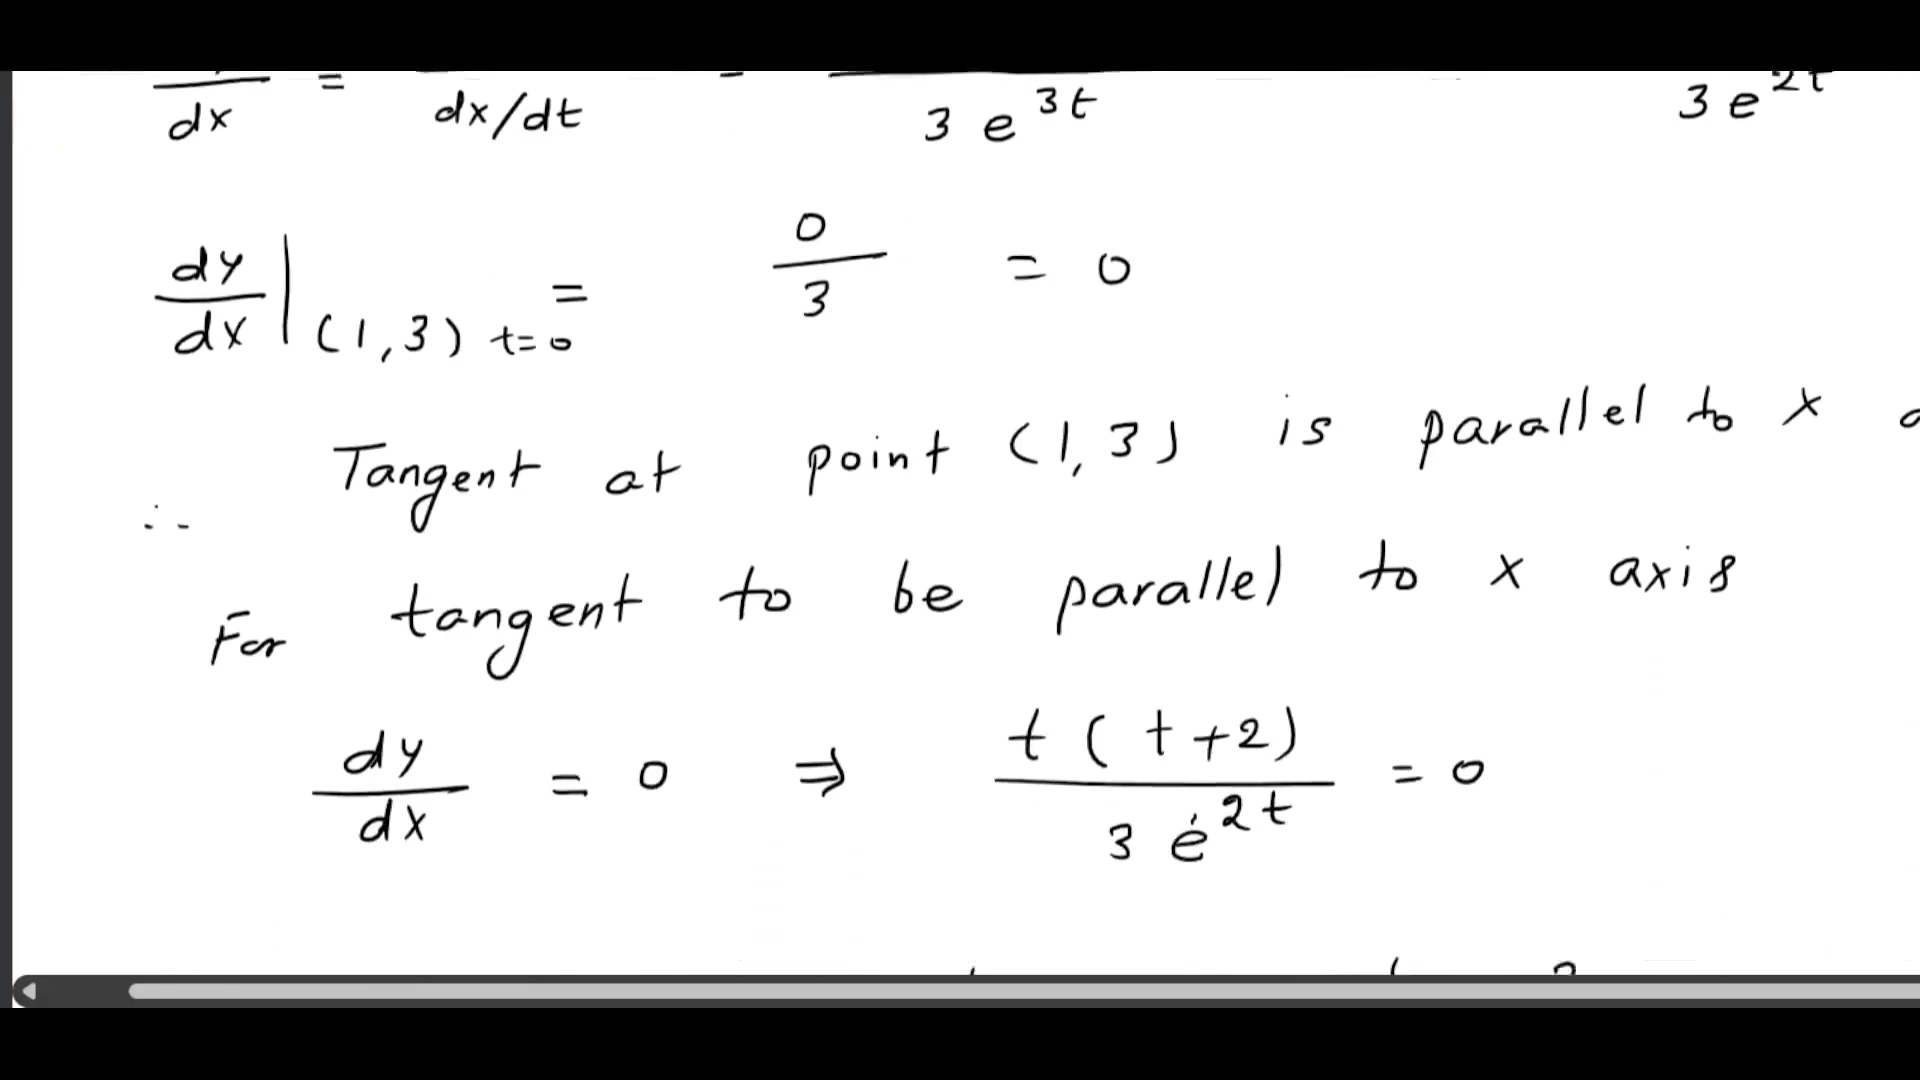 dx = dx/dt = 3 e^3t 3 e^2t
dy/dx |(1,3) t=0 = 0/3 = 0
∴ Tangent at point (1,3) is parallel to x
For tangent to be parallel to x axis
dy/dx = 0 ⇒ t(t+2)/3e^2t = 0